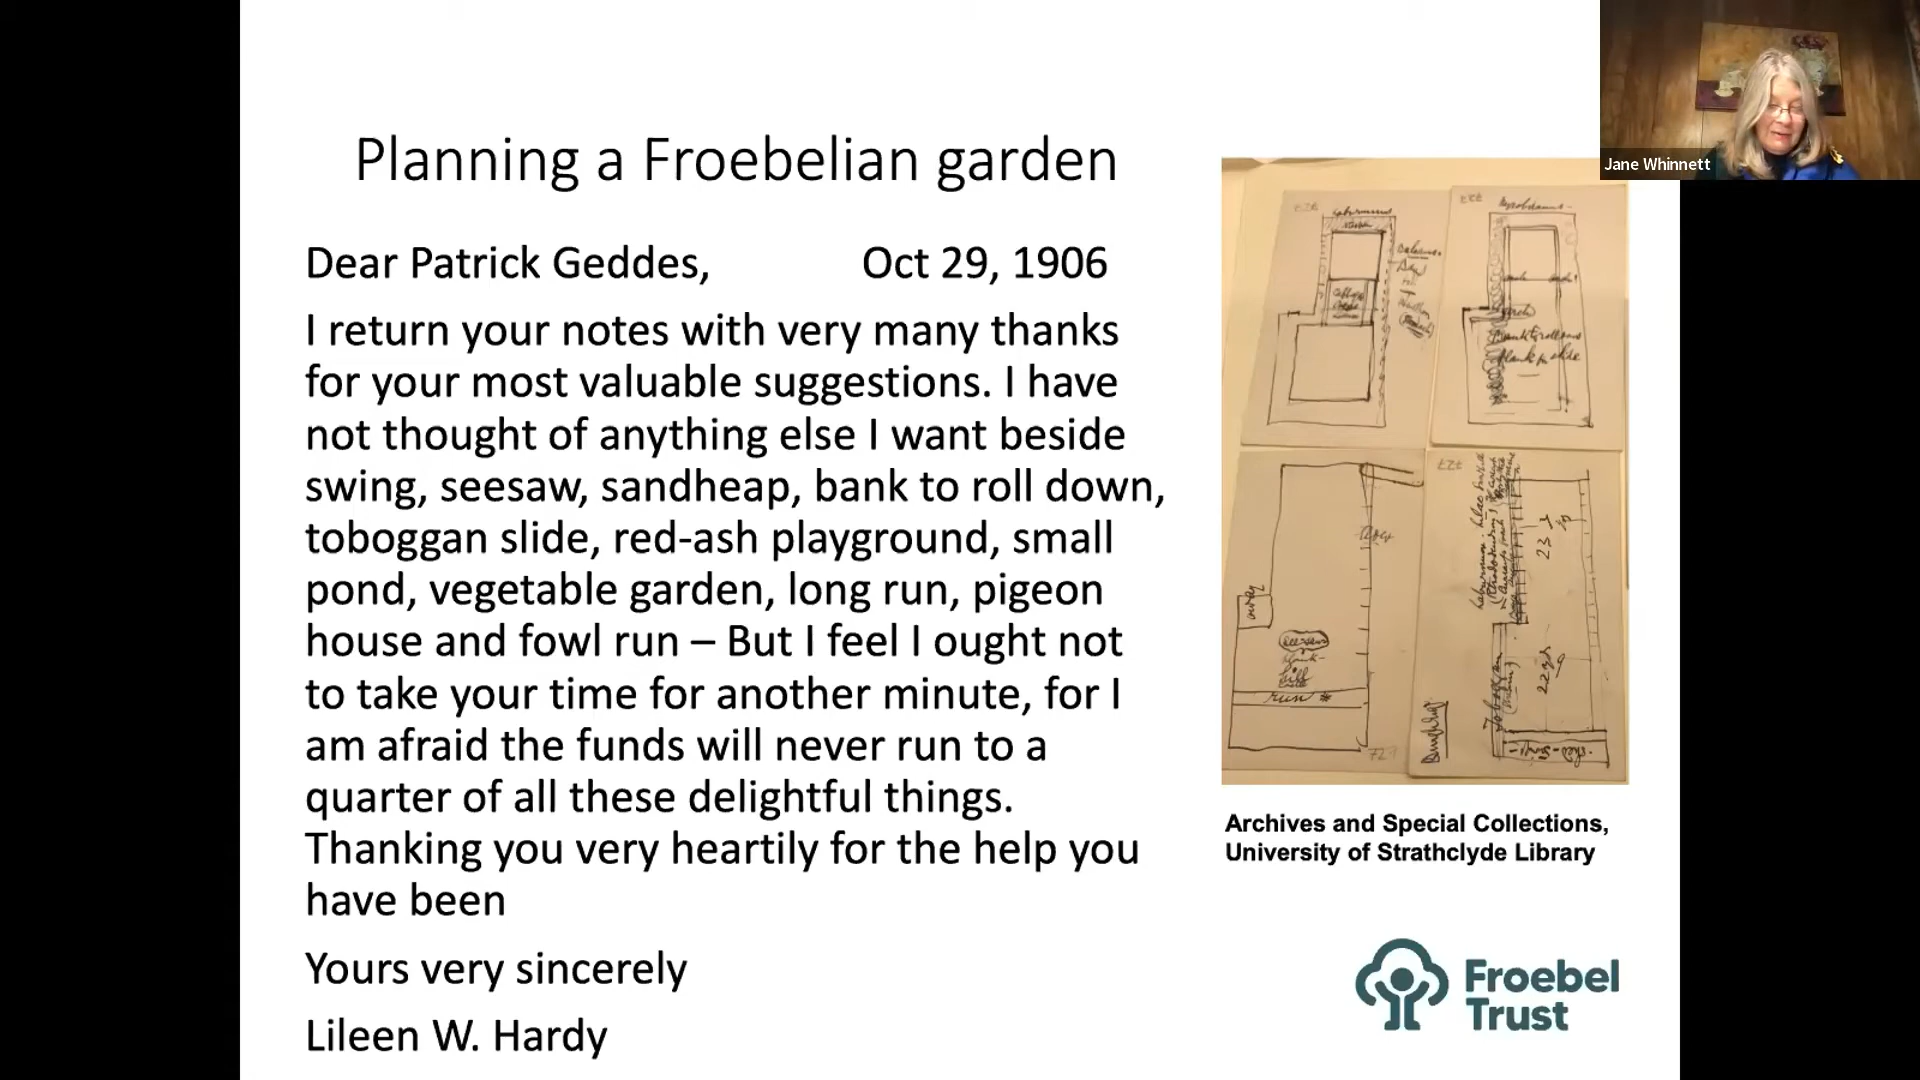 Jane Whinnett
Planning a Froebelian garden
Dear Patrick Geddes, Oct 29, 1906
I return your notes with very many thanks
for your most valuable suggestions. I have
not thought of anything else I want beside
swing, seesaw, sandheap, bank to roll down,
toboggan slide, red-ash playground, small
pond, vegetable garden, long run, pigeon
house and fowl run – But I feel I ought not
to take your time for another minute, for I
am afraid the funds will never run to a
quarter of all these delightful things.
Thanking you very heartily for the help you
have been
Yours very sincerely
Lileen W. Hardy
run
23
Archives and Special Collections,
University of Strathclyde Library
Froebel
Trust